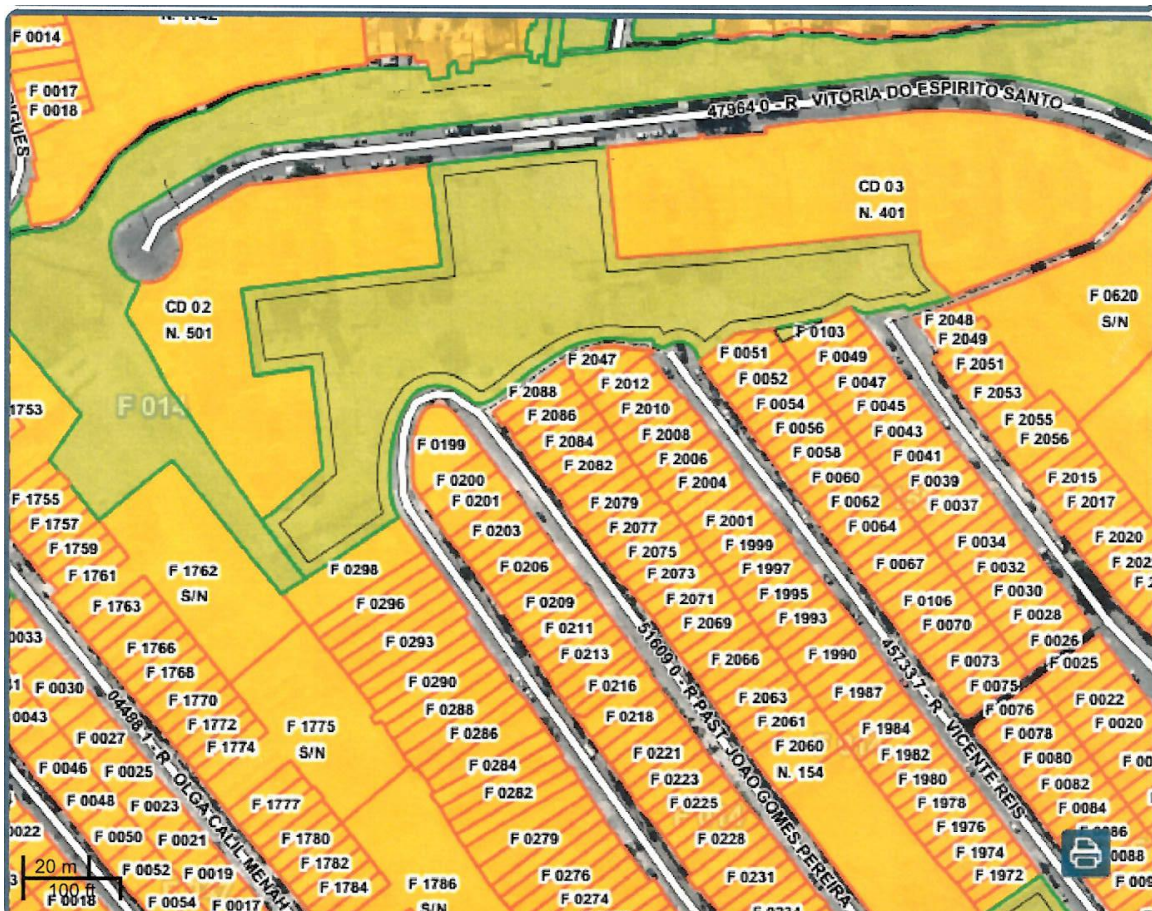 N. 1742
F 0014
F 0017
F 0018
47964 0 - R VITORIA DO ESPIRITO SANTO
CD 03
N. 401
CD 02
N. 501
F 0620
S/N
F 2048
F 2049
F 2051
F 2053
F 2055
F 2056
F 2015
F 2017
F 2020
F 0103
F 0051
F 0049
F 0052
F 0047
F 0054
F 0045
F 0056
F 0043
F 0058
F 0041
F 0060
F 0039
F 0062
F 0037
F 0064
F 0034
F 0067
F 0032
F 0106
F 0030
F 0070
F 0028
F 0026
F 0025
F 0073
F 0075
F 0022
F 0076
F 0020
F 0078
F 0080
F 0082
F 0084
F 2047
F 2088
F 2012
F 2086
F 2010
F 2084
F 2008
F 2082
F 2006
F 2004
F 2079
F 2001
F 2077
F 1999
F 2075
F 1997
F 2073
F 1995
F 2071
F 1993
F 2069
F 1990
F 2066
F 1987
F 2063
F 2061
F 1984
F 2060
N. 154
F 1982
F 1980
F 1978
F 1976
F 1974
F 1972
45733 7 - R VICENTE REIS
51609 0 - R PAST JOAO GOMES PEREIRA
F 0199
F 0200
F 0201
F 0203
F 0206
F 0209
F 0211
F 0213
F 0216
F 0218
F 0221
F 0223
F 0225
F 0228
F 0231
F 0298
F 0296
F 0293
F 0290
F 0288
F 0286
F 0284
F 0282
F 0279
F 0276
F 0274
F 1755
F 1757
F 1759
F 1761
F 1762
S/N
F 1763
F 1766
F 1768
F 1770
F 1772
F 1774
F 1775
S/N
F 1777
F 1780
F 1782
F 1784
F 1786
S/N
04488 1 - R OLGA CALIL MENAH
F 0030
F 0027
F 0046
F 0025
F 0048
F 0023
F 0050
F 0021
F 0052
F 0019
F 0054
F 0017
F 0018
20 m
100 ft